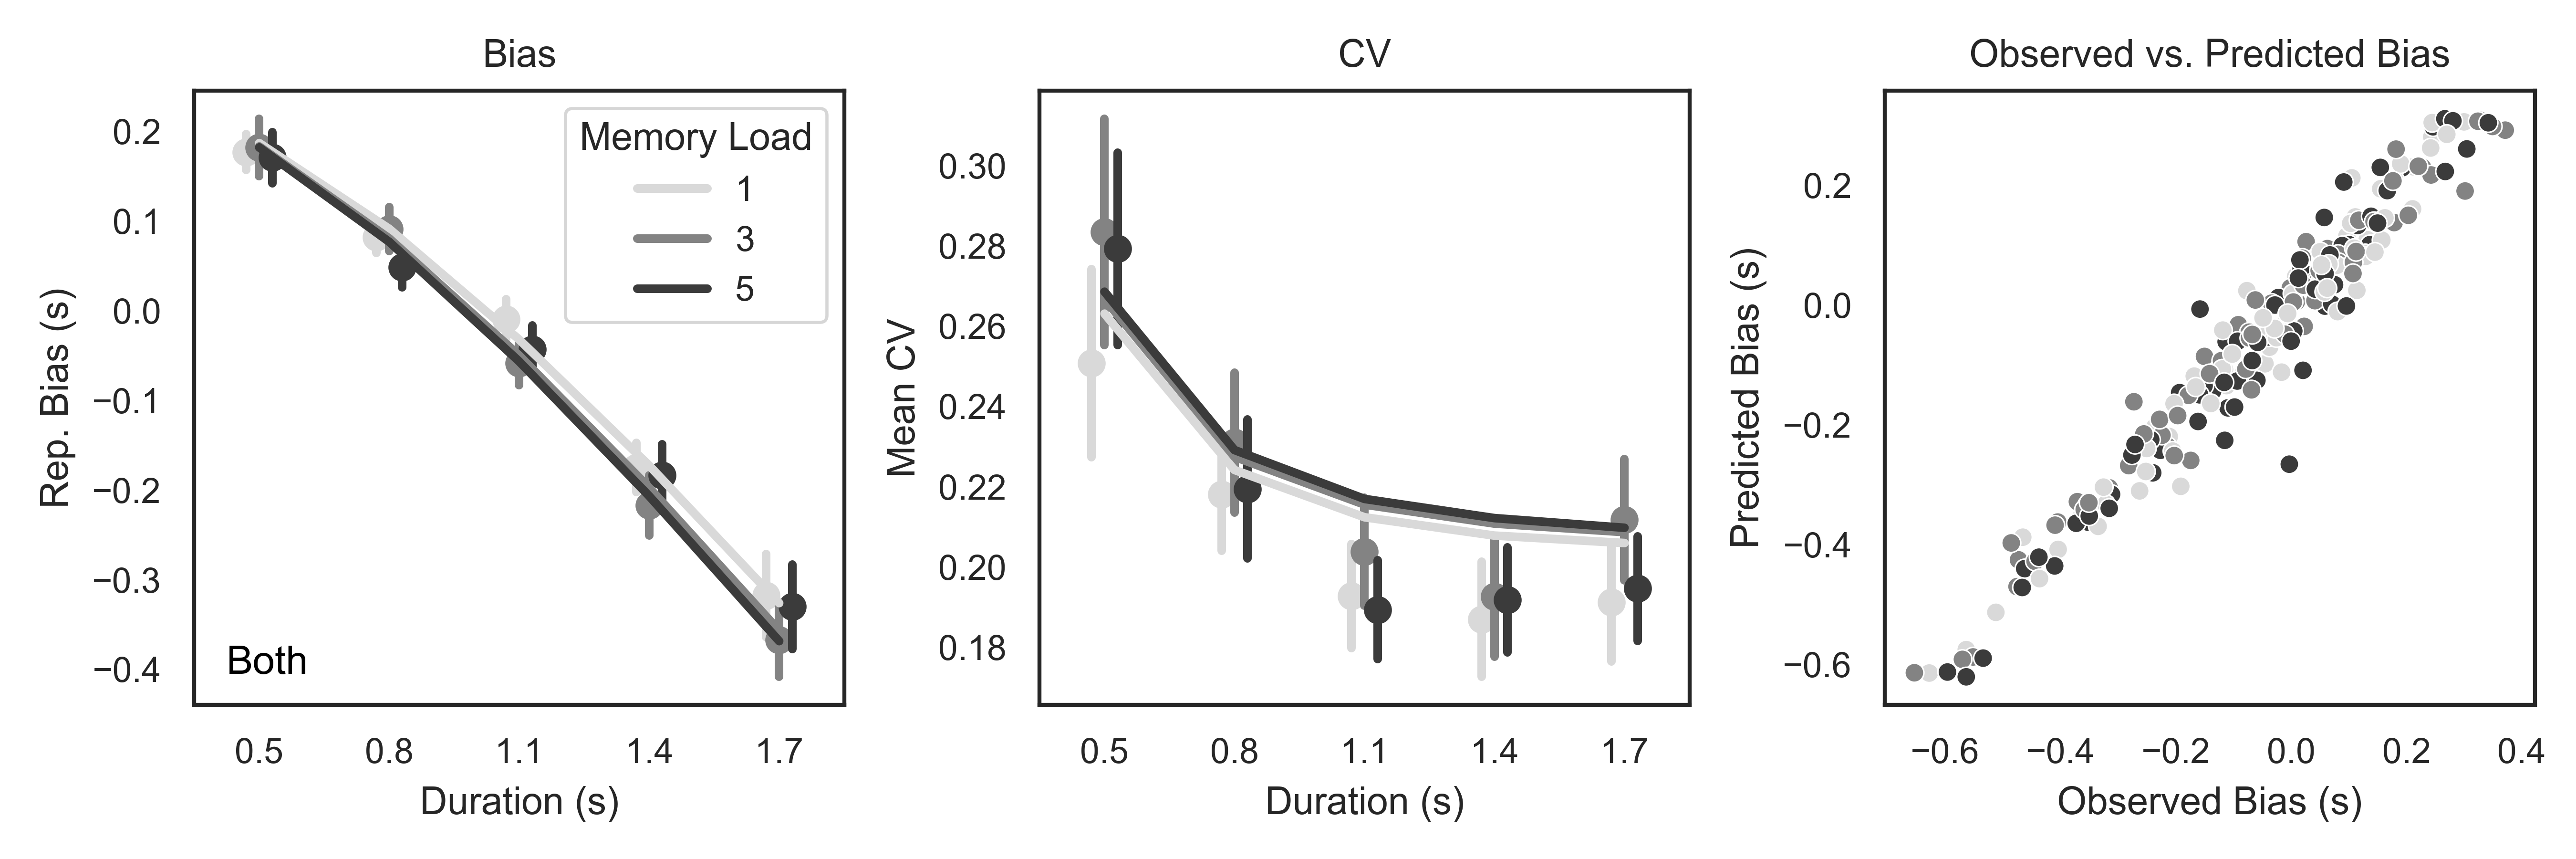 Bias
Rep. Bias (s)
0.2
0.1
0.0
−0.1
−0.2
−0.3
−0.4
Memory Load
1
3
5
Both
0.5 0.8 1.1 1.4 1.7
Duration (s)
CV
Mean CV
0.30
0.28
0.26
0.24
0.22
0.20
0.18
0.5 0.8 1.1 1.4 1.7
Duration (s)
Observed vs. Predicted Bias
Predicted Bias (s)
0.2
0.0
−0.2
−0.4
−0.6
−0.6 −0.4 −0.2 0.0 0.2 0.4
Observed Bias (s)